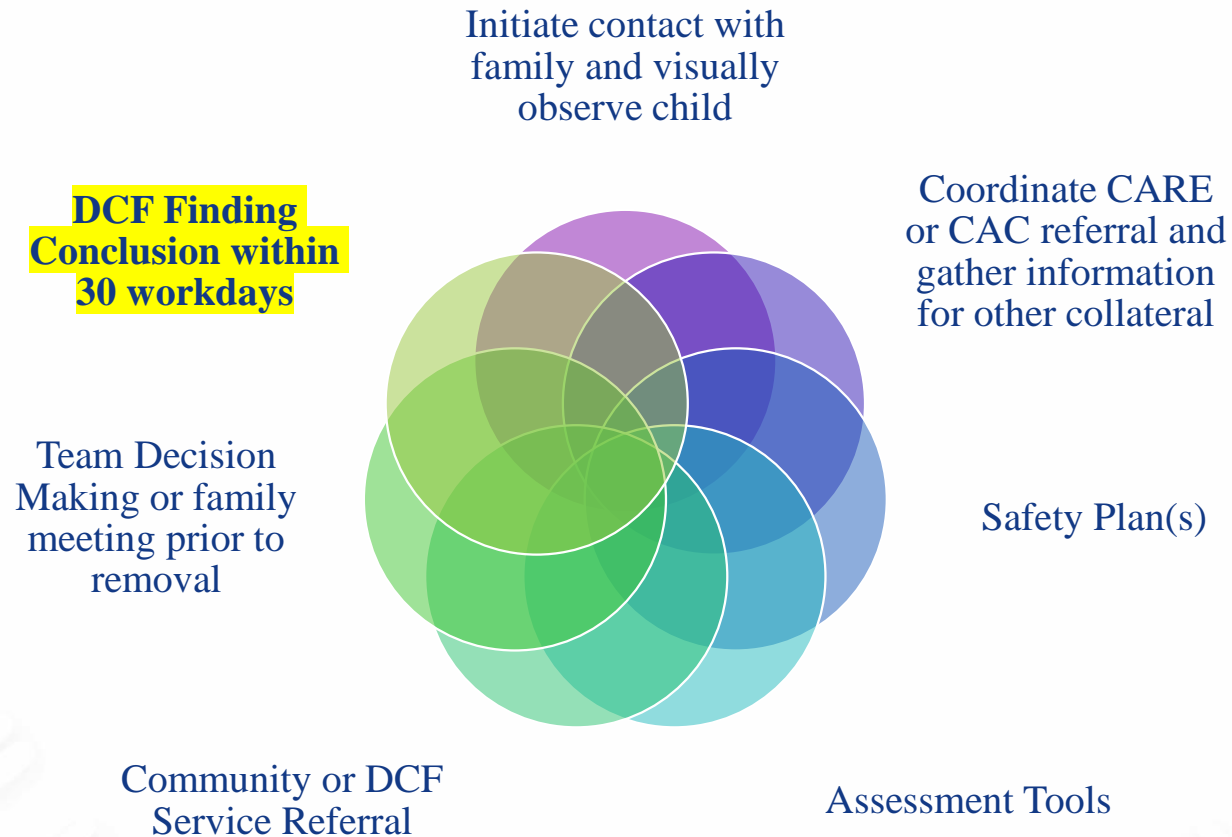 Initiate contact with
family and visually
observe child
Coordinate CARE
or CAC referral and
gather information
for other collateral
Safety Plan(s)
Assessment Tools
Community or DCF
Service Referral
Team Decision
Making or family
meeting prior to
removal
DCF Finding
Conclusion within
30 workdays